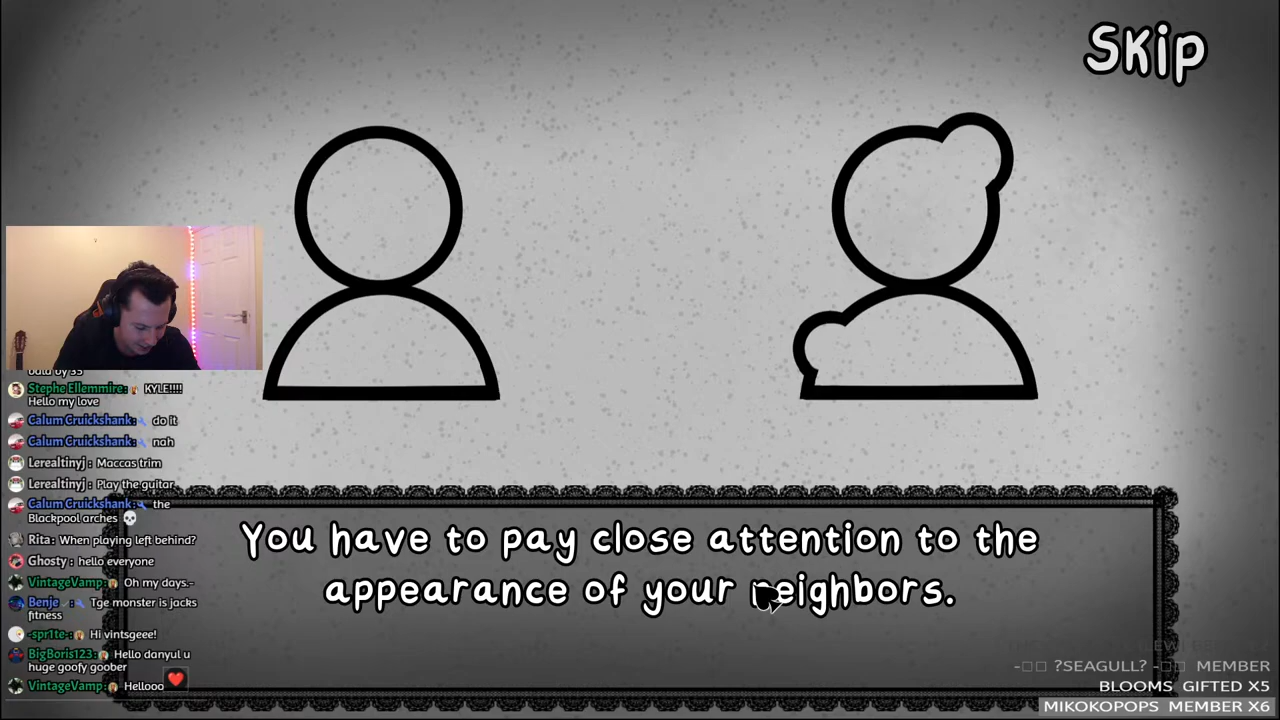 Skip
Stephe Ellemmire: KYLE!!!!
Hello my love
Calum Cruickshank: do it
Calum Cruickshank: nah
Lerealtinyj: Maccas trim
Lerealtinyj: Play the guitar
Calum Cruickshank: the
Blackpool arches
Rita: When playing left behind?
Ghosty: hello everyone
VintageVamp: Oh my days.-
Benje: Tge monster is jacks
fitness
-spr1te-: Hi vintsgeee!
BigBoris123: Hello danyul u
huge goofy goober
VintageVamp: Hellooo
You have to pay close attention to the
appearance of your neighbors.
?SEAGULL? MEMBER
BLOOMS GIFTED X5
MIKOKOPOPS MEMBER X6